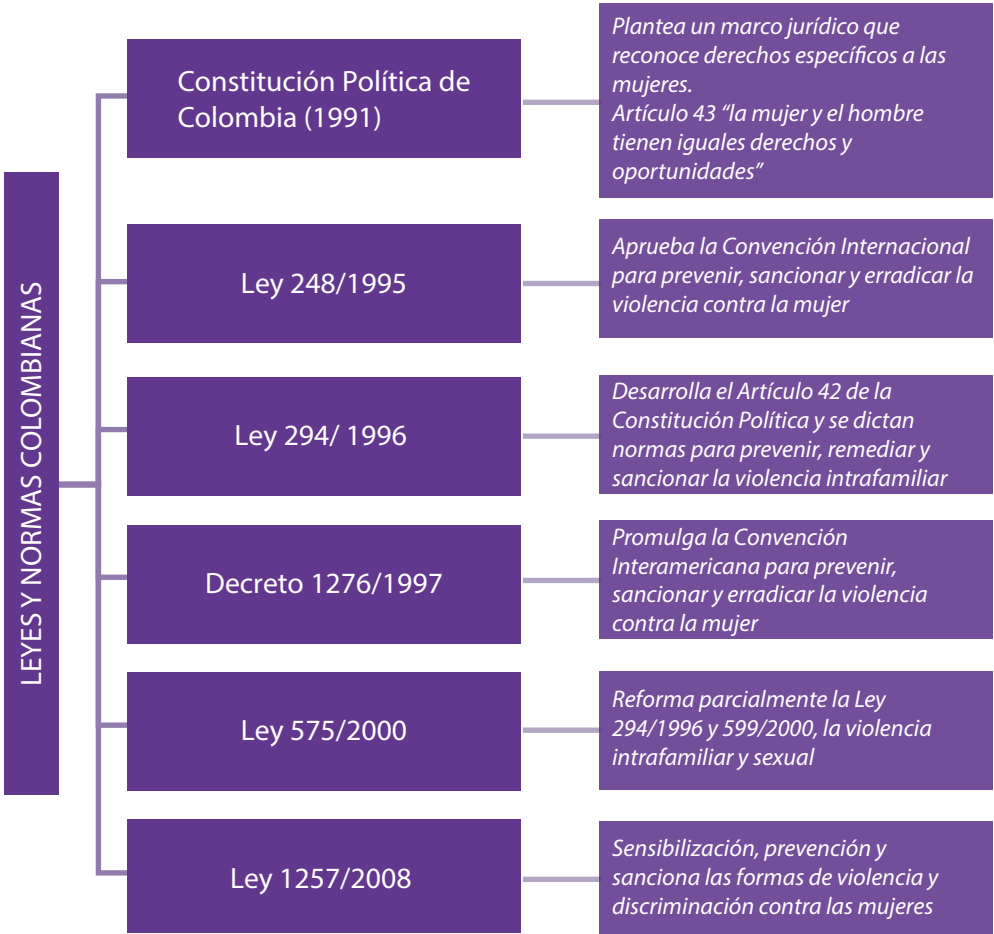 LEYES Y NORMAS COLOMBIANAS
Constitución Política de
Colombia (1991)
Plantea un marco jurídico que
reconoce derechos específicos a las
mujeres.
Artículo 43 “la mujer y el hombre
tienen iguales derechos y
oportunidades”
Ley 248/1995
Aprueba la Convención Internacional
para prevenir, sancionar y erradicar la
violencia contra la mujer
Ley 294/ 1996
Desarrolla el Artículo 42 de la
Constitución Política y se dictan
normas para prevenir, remediar y
sancionar la violencia intrafamiliar
Decreto 1276/1997
Promulga la Convención
Interamericana para prevenir,
sancionar y erradicar la violencia
contra la mujer
Ley 575/2000
Reforma parcialmente la Ley
294/1996 y 599/2000, la violencia
intrafamiliar y sexual
Ley 1257/2008
Sensibilización, prevención y
sanciona las formas de violencia y
discriminación contra las mujeres